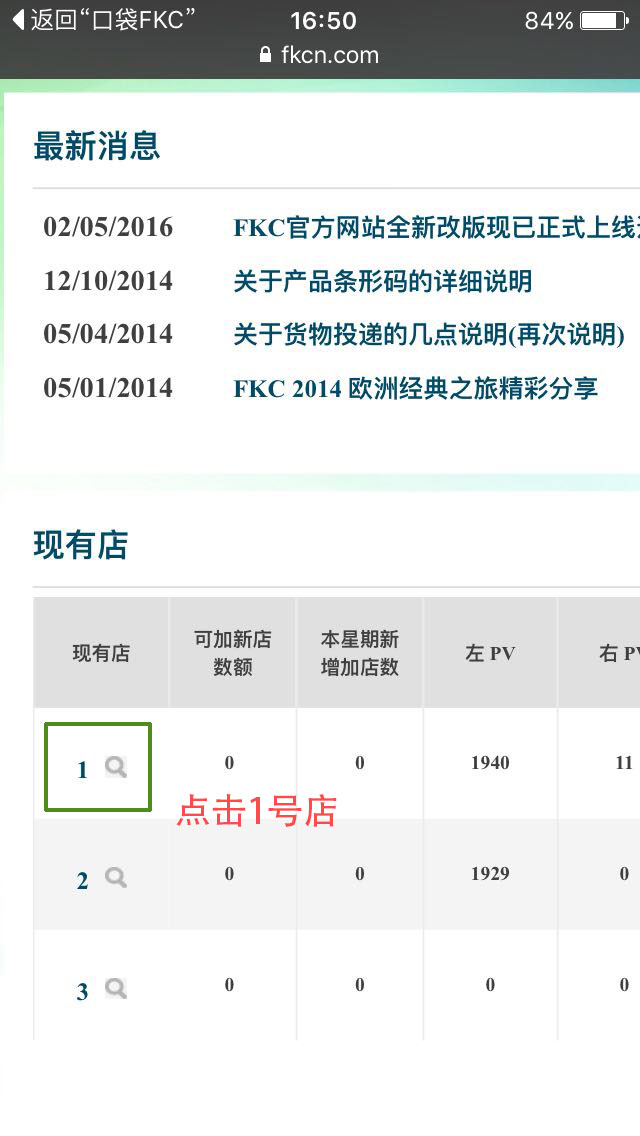 返回“口袋FKC” 16:50 84%
fkcn.com
最新消息
02/05/2016 FKC官方网站全新改版现已正式上线
12/10/2014 关于产品条形码的详细说明
05/04/2014 关于货物投递的几点说明(再次说明)
05/01/2014 FKC 2014 欧洲经典之旅精彩分享
现有店
现有店 可加新店 本星期新 左 PV 右 PV
数额 增加店数
1 0 0 1940 11
点击1号店
2 0 0 1929 0
3 0 0 0 0